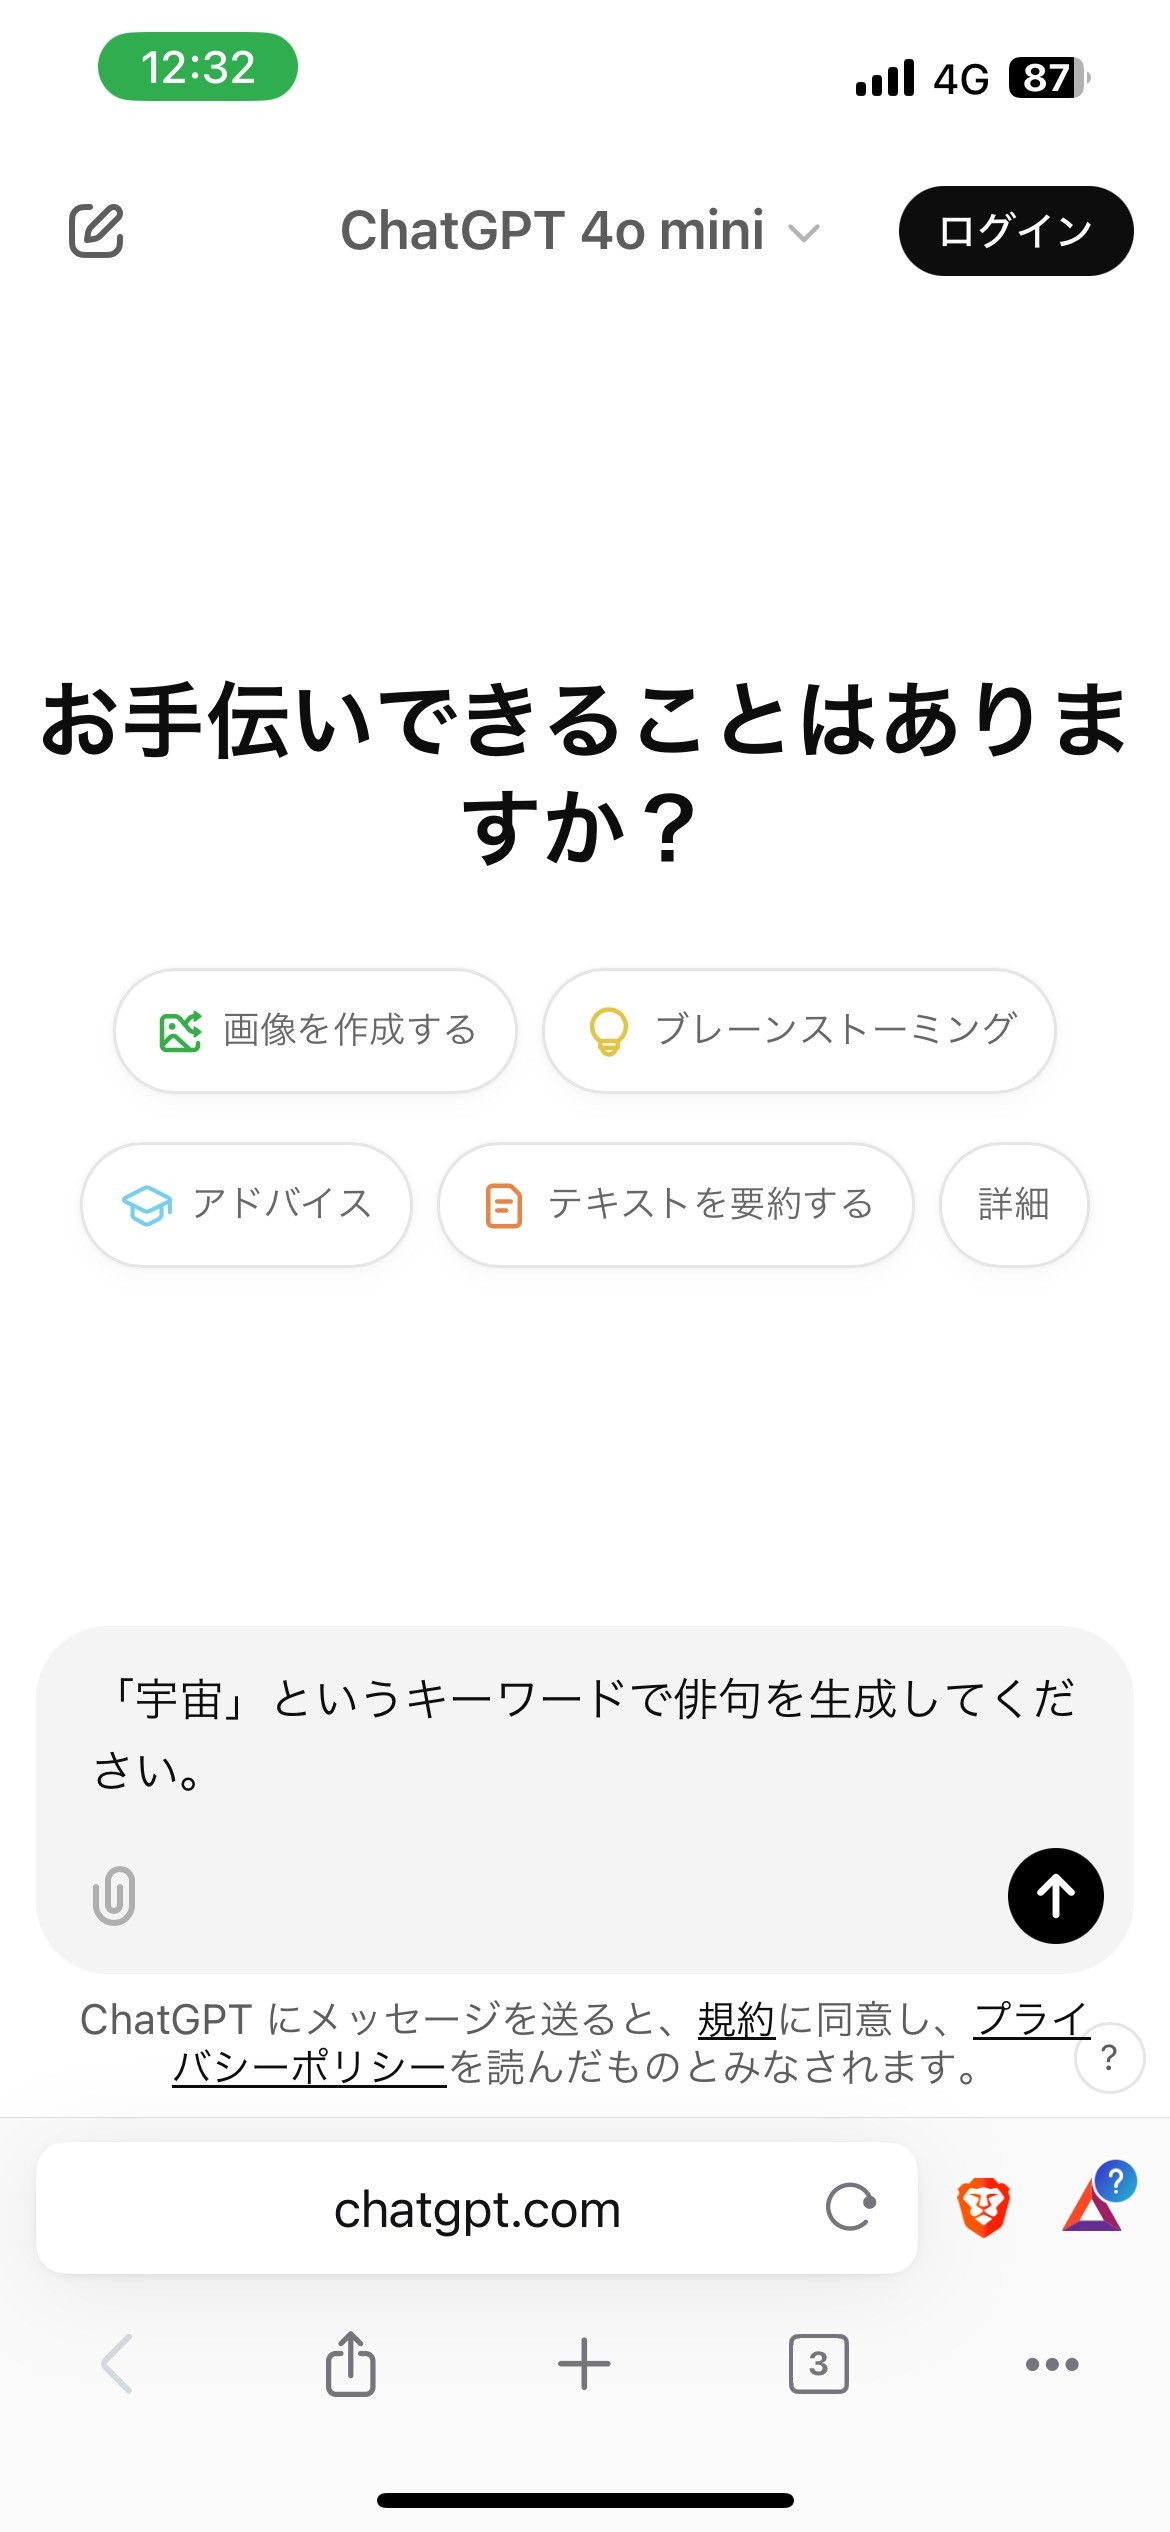 12:32
4G 87
ChatGPT 4o mini
ログイン
お手伝いできることはありま
すか？
画像を作成する
ブレーンストーミング
アドバイス
テキストを要約する
詳細
「宇宙」というキーワードで俳句を生成してくだ
さい。
ChatGPT にメッセージを送ると、規約に同意し、プライ
バシーポリシーを読んだものとみなされます。
?
chatgpt.com
?
3